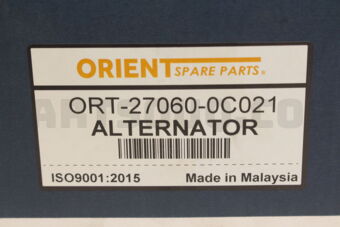 ORIENT SPARE PARTS®
ORT-27060-0C021
ALTERNATOR
ISO9001:2015 Made in Malaysia